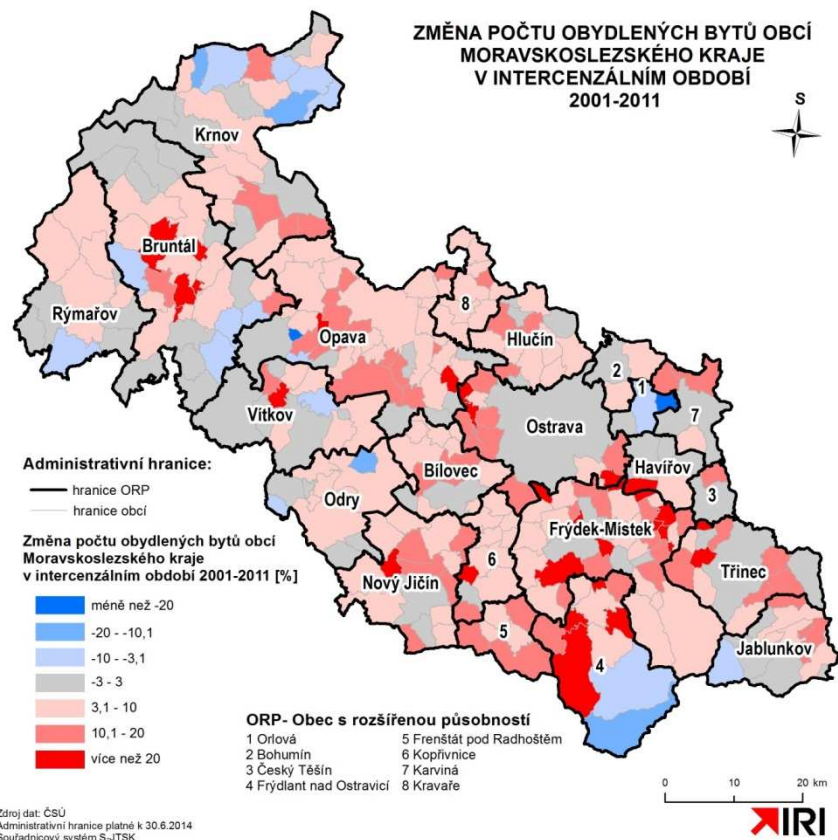 ZMĚNA POČTU OBYDLENÝCH BYTŮ OBCÍ
MORAVSKOSLEZSKÉHO KRAJE
V INTERCENZÁLNÍM OBDOBÍ
2001-2011
S
Krnov
Bruntál
Rýmařov
8
Opava
Hlučín
2
1
7
Vítkov
Ostrava
Havířov
Bílovec
3
Odry
Frýdek-Místek
Nový Jičín
6
Třinec
5
4
Jablunkov
Administrativní hranice:
hranice ORP
hranice obcí
Změna počtu obydlených bytů obcí
Moravskoslezského kraje
v intercenzálním období 2001-2011 [%]
méně než -20
-20 - -10,1
-10 - -3,1
-3 - 3
3,1 - 10
10,1 - 20
více než 20
ORP- Obec s rozšířenou působností
1 Orlová
2 Bohumín
3 Český Těšín
4 Frýdlant nad Ostravicí
5 Frenštát pod Radhoštěm
6 Kopřivnice
7 Karviná
8 Kravaře
0 10 20 km
Zdroj dat: ČSÚ
Administrativní hranice platné k 30.6.2014
Souřadnicový systém S-JTSK
IRI